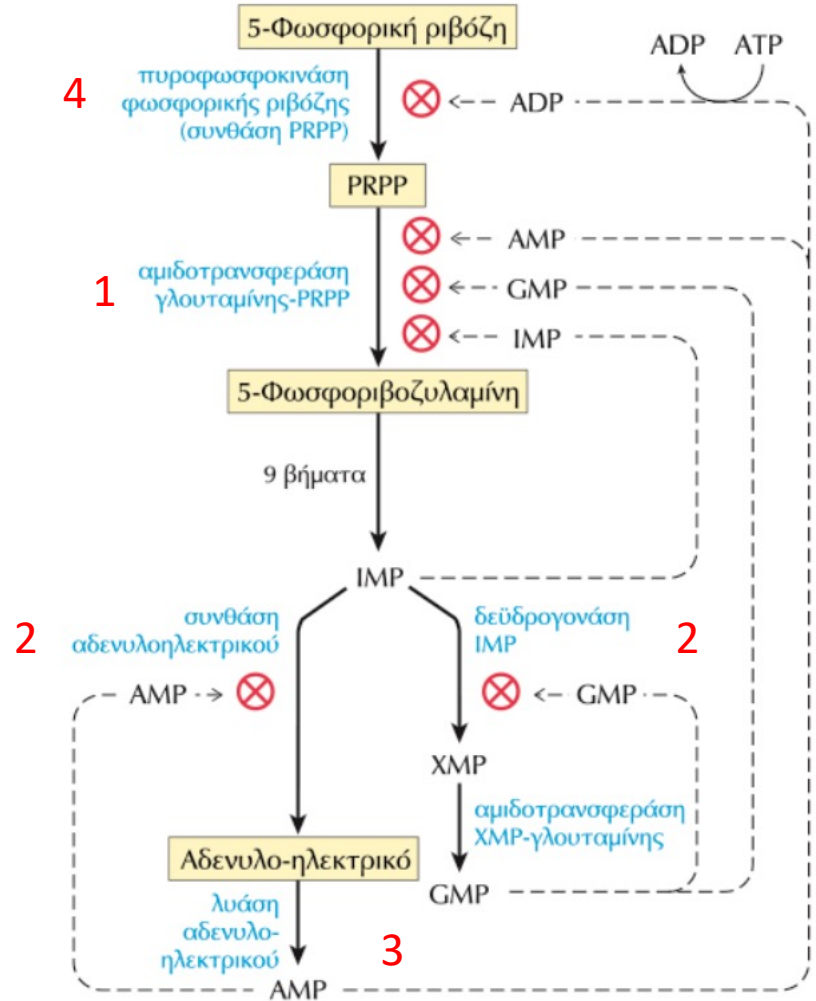 5-Φωσφορική ριβόζη
ADP ATP
4
πυροφωσφοκινάση
φωσφορικής ριβόζης
(συνθάση PRPP)
ADP
PRPP
AMP
1
αμιδοτρανσφεράση
γλουταμίνης-PRPP
GMP
IMP
5-Φωσφοριβοζυλαμίνη
9 βήματα
IMP
2
συνθάση
αδενυλοηλεκτρικού
δεϋδρογονάση
IMP
2
AMP
GMP
XMP
αμιδοτρανσφεράση
XMP-γλουταμίνης
Αδενυλο-ηλεκτρικό
GMP
λυάση
αδενυλο-
ηλεκτρικού
3
AMP